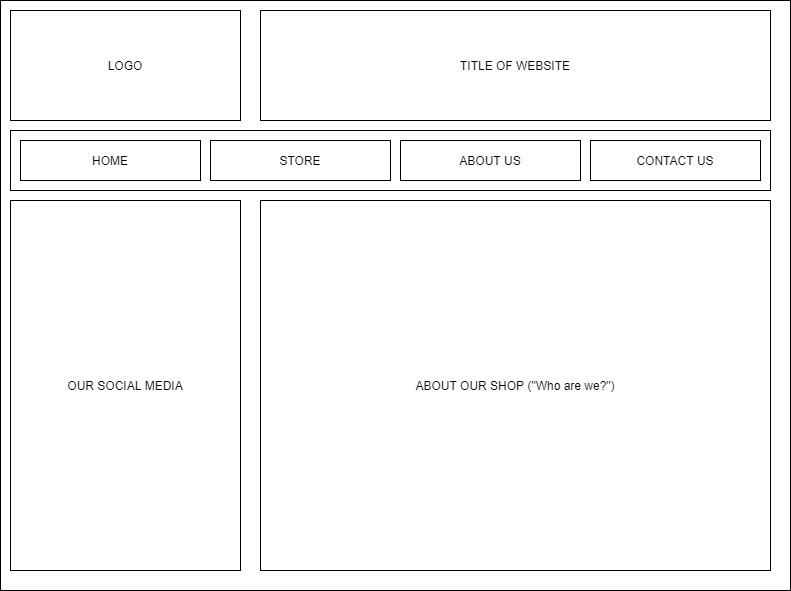 LOGO
TITLE OF WEBSITE
HOME
STORE
ABOUT US
CONTACT US
OUR SOCIAL MEDIA
ABOUT OUR SHOP ("Who are we?")